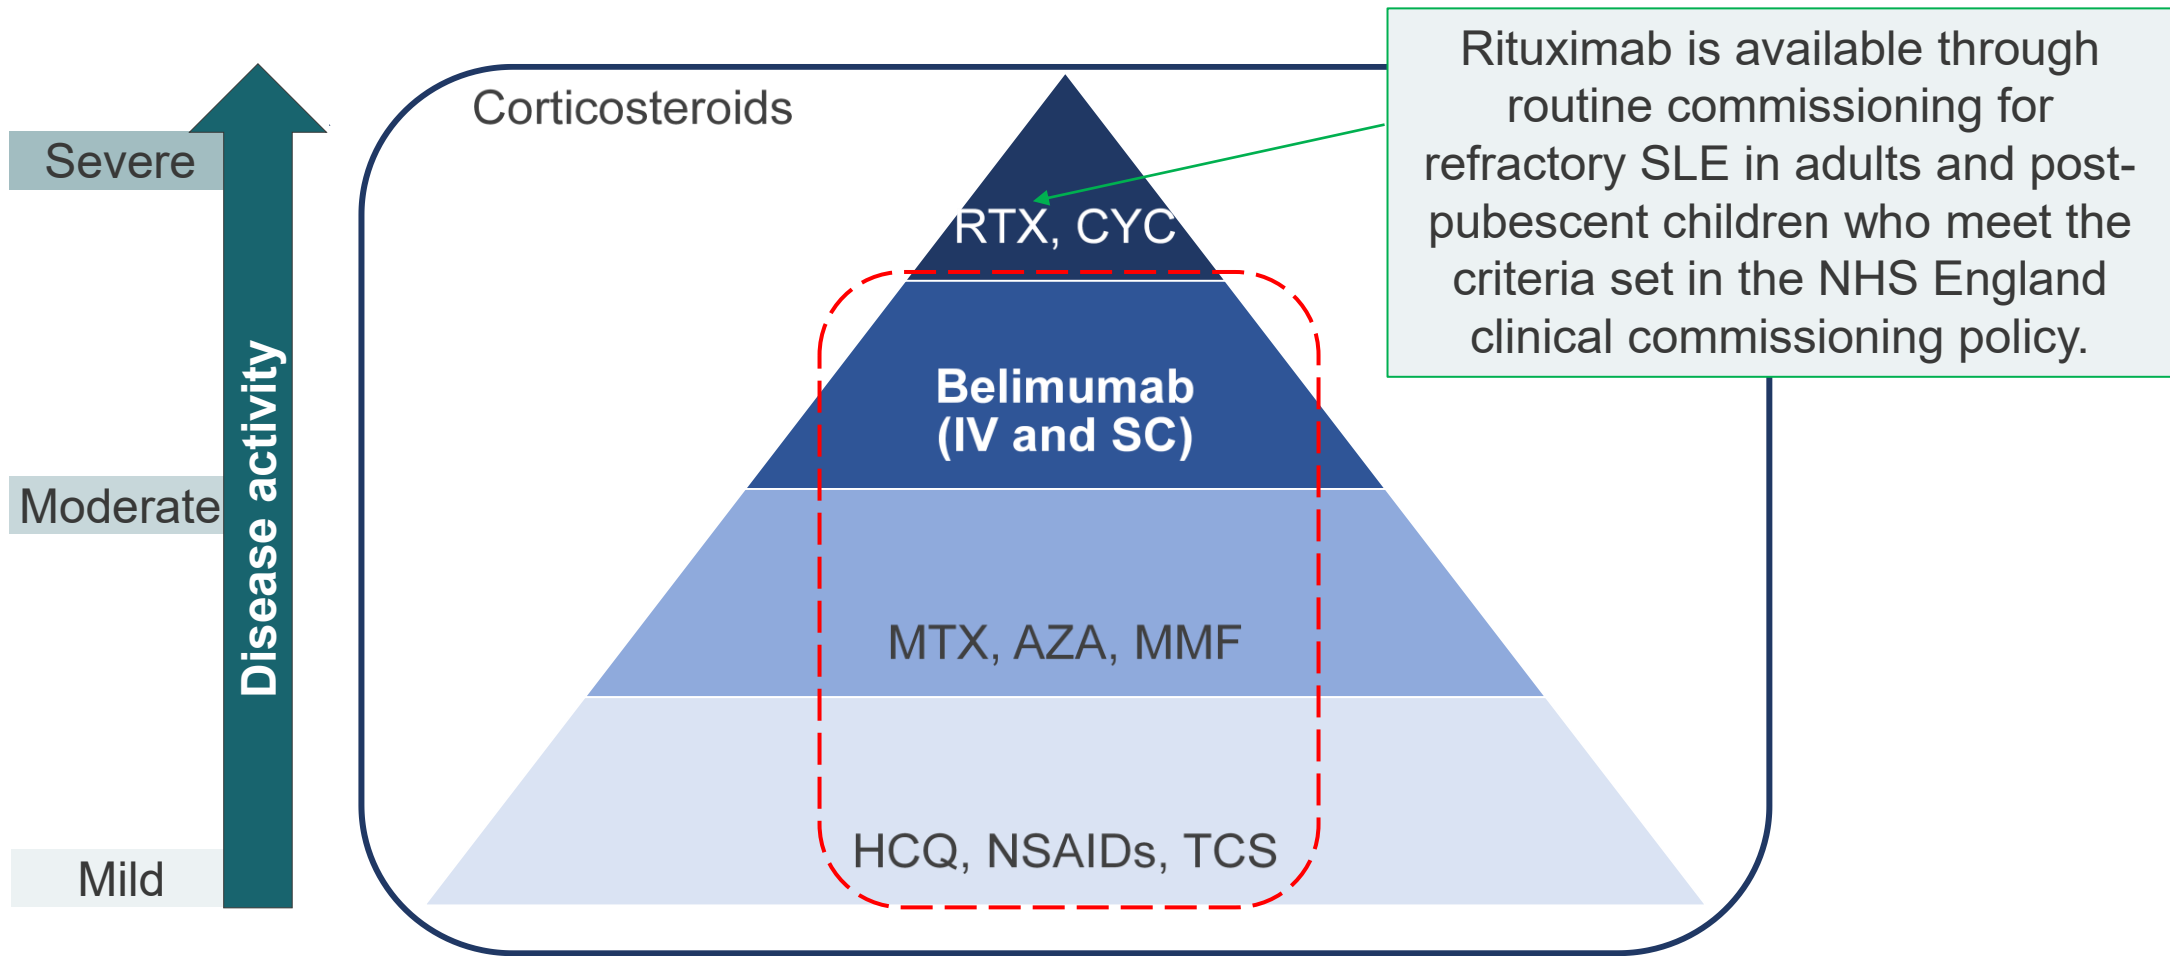 Corticosteroids
Rituximab is available through
routine commissioning for
refractory SLE in adults and post-
pubescent children who meet the
criteria set in the NHS England
clinical commissioning policy.
Severe
Moderate
Mild
Disease activity
RTX, CYC
Belimumab
(IV and SC)
MTX, AZA, MMF
HCQ, NSAIDs, TCS